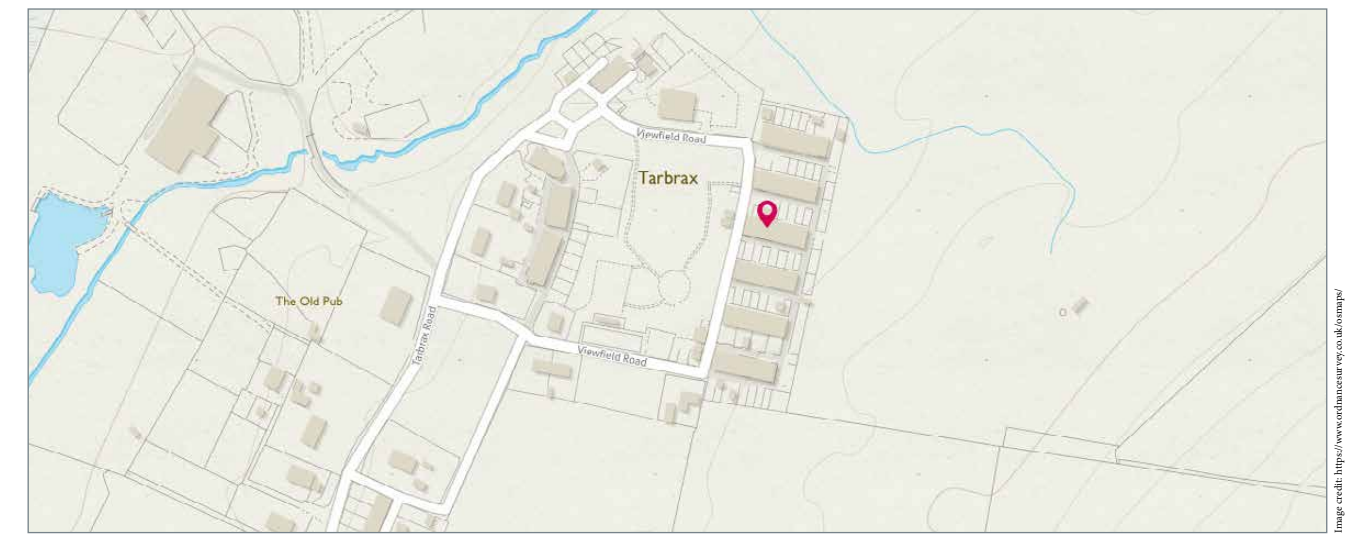 Viewfield Road
Tarbrax
The Old Pub
Tarbrax Road
Viewfield Road
Image credit: https://www.ordnancesurvey.co.uk/osmaps/